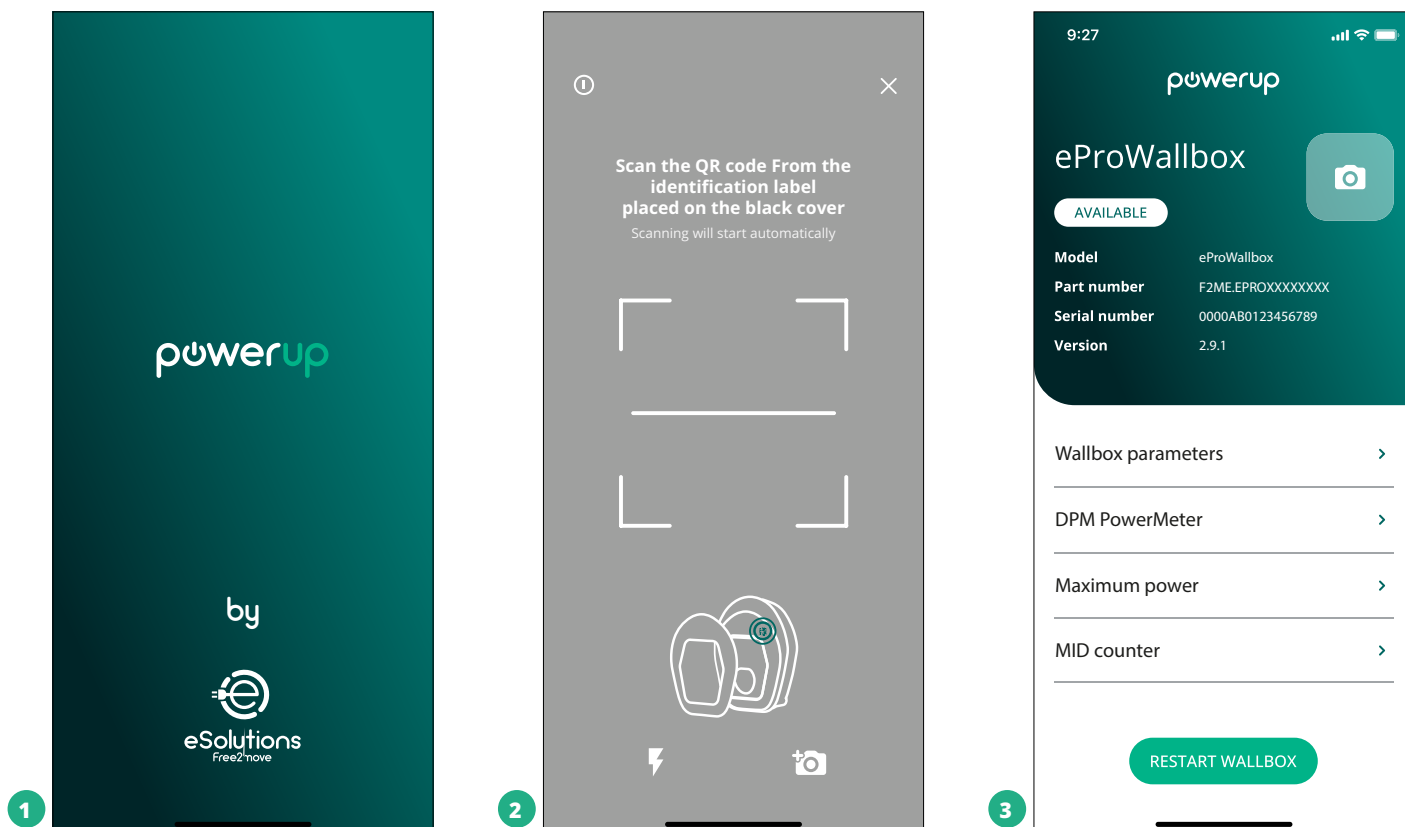 powerup
by
eSolutions
Free2move
1
Scan the QR code From the
identification label
placed on the black cover
Scanning will start automatically
2
9:27
powerup
eProWallbox
AVAILABLE
Model eProWallbox
Part number F2ME.EPROXXXXXXXX
Serial number 0000AB0123456789
Version 2.9.1
Wallbox parameters
DPM PowerMeter
Maximum power
MID counter
RESTART WALLBOX
3